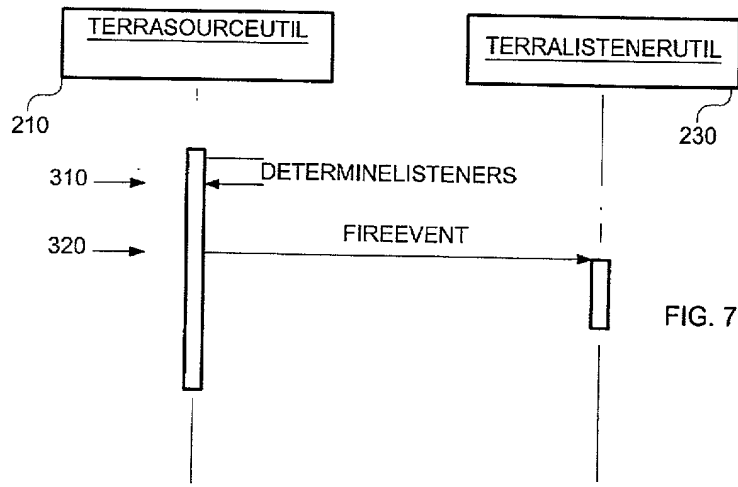 TERRASOURCEUTIL
TERRALISTENERUTIL
210
230
310
DETERMINELISTENERS
320
FIREEVENT
FIG. 7